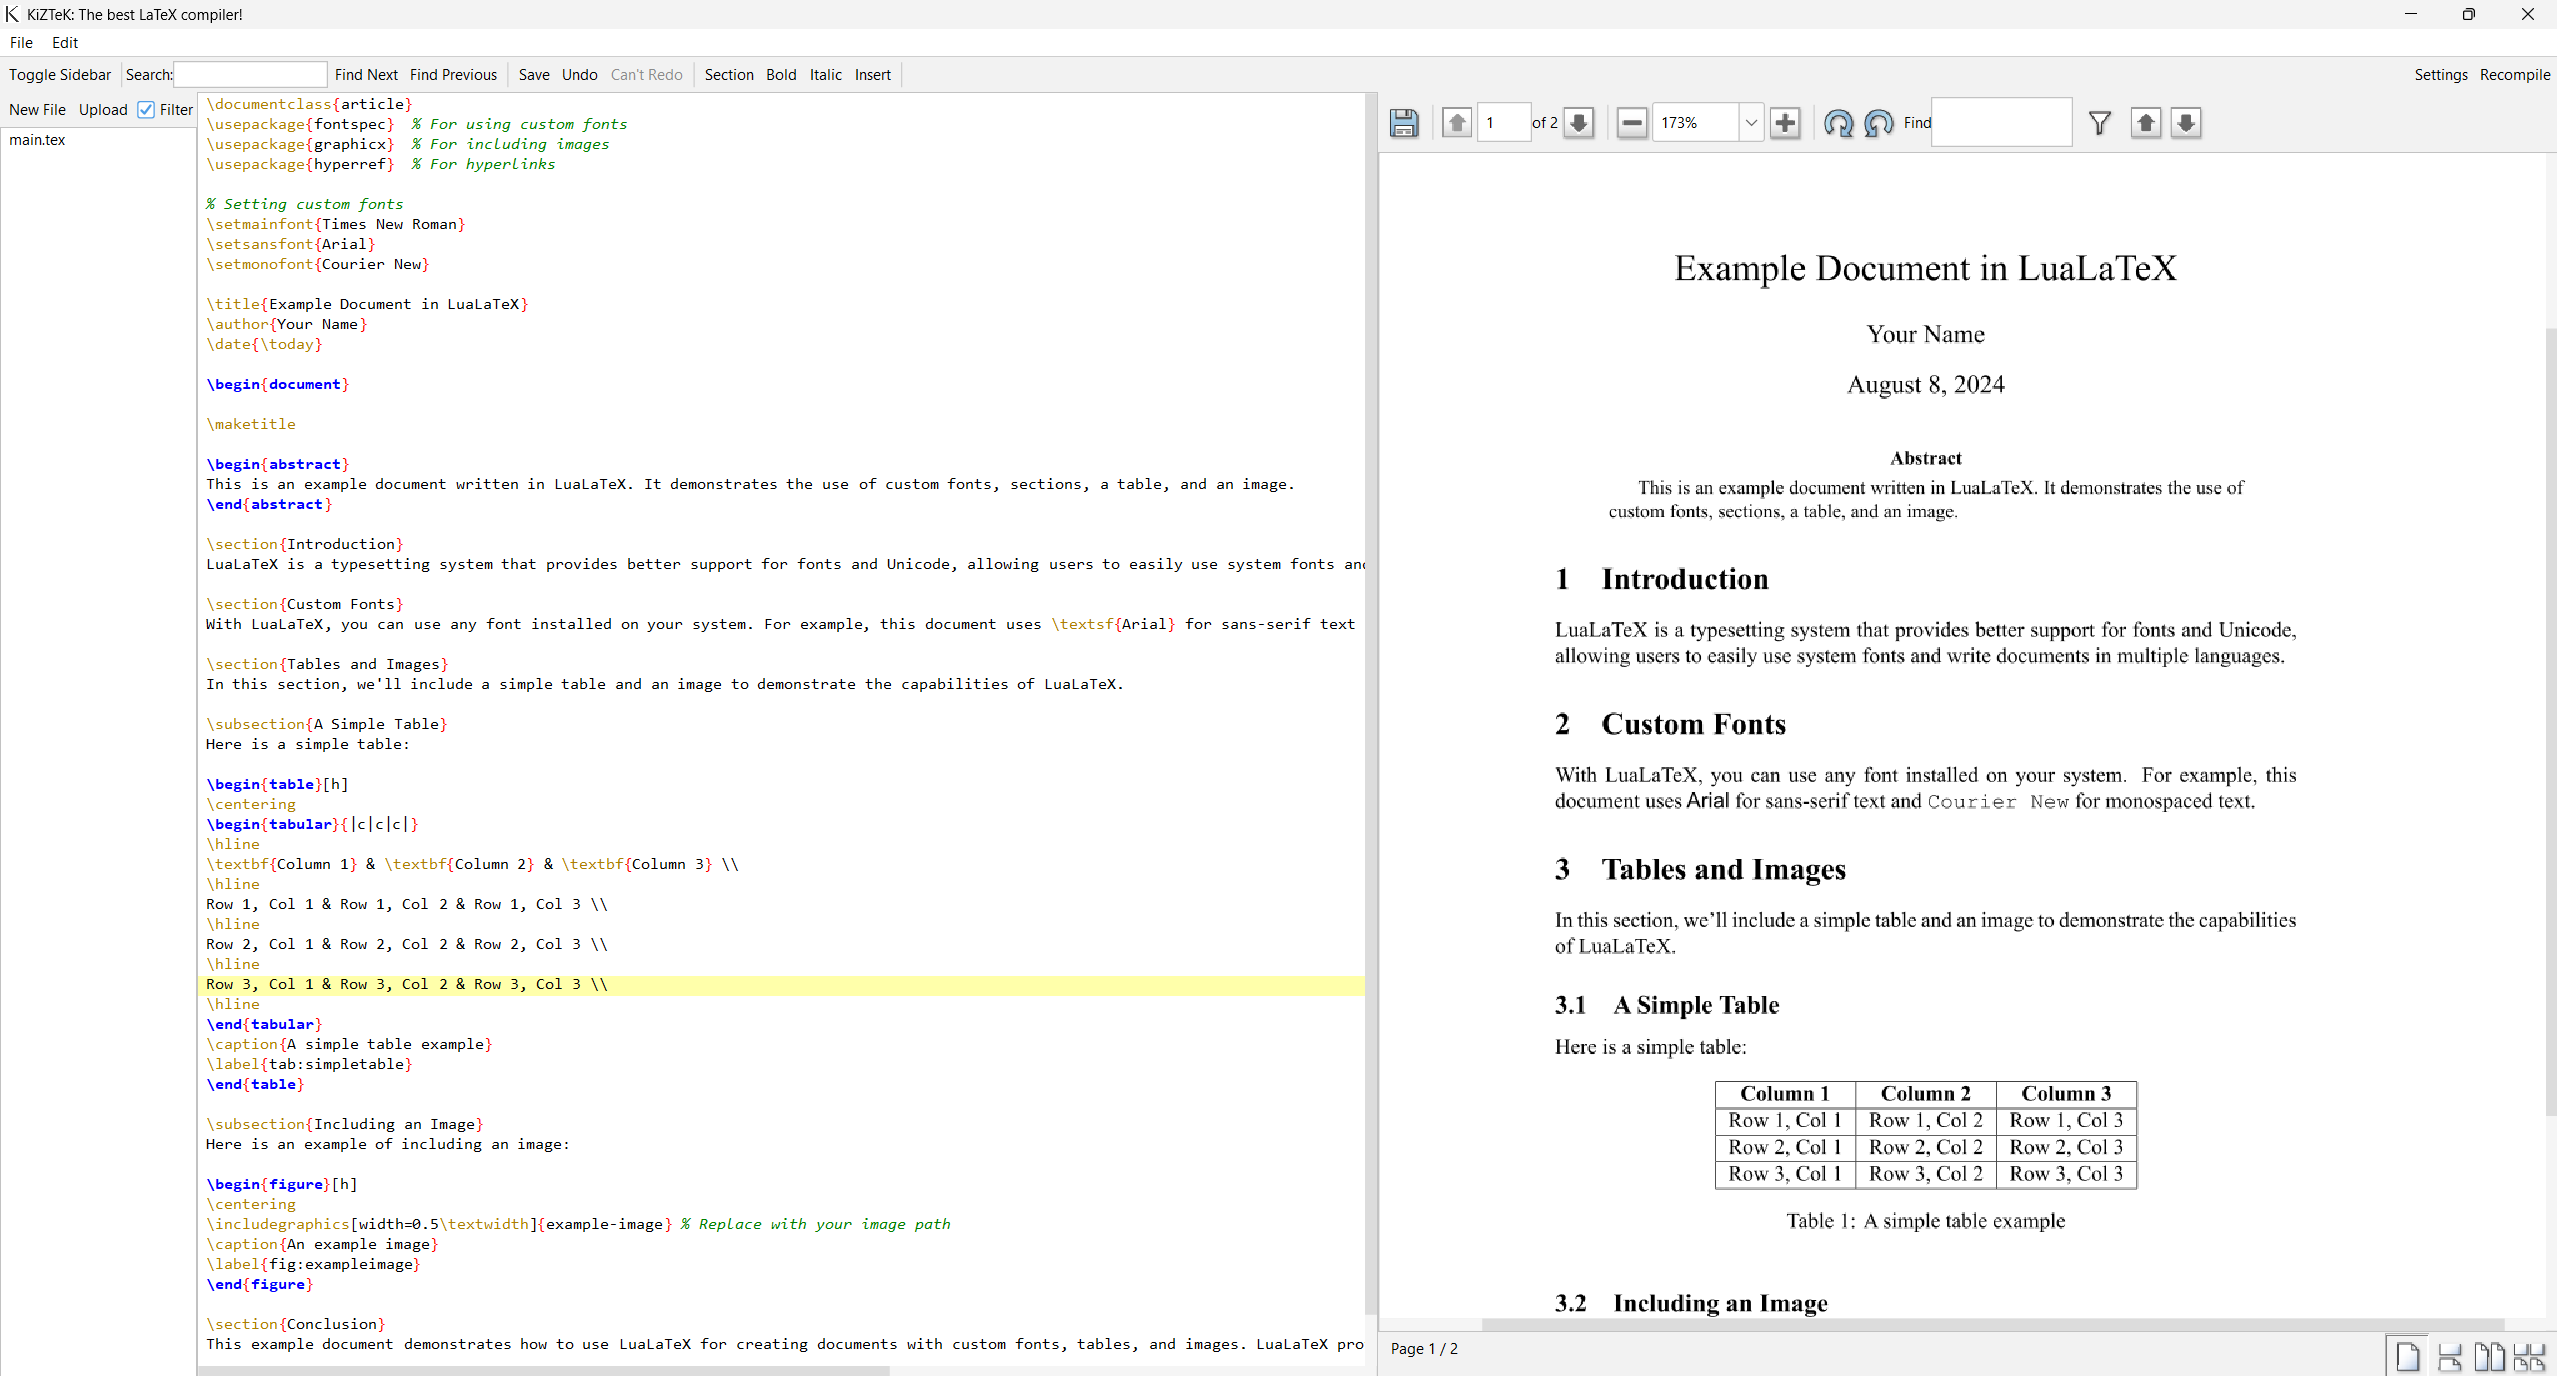 KiZTeK: The best LaTeX compiler!
File Edit
Toggle Sidebar Search: Find Next Find Previous Save Undo Can't Redo Section Bold Italic Insert Settings Recompile
New File Upload Filter
main.tex
\documentclass{article}
\usepackage{fontspec} % For using custom fonts
\usepackage{graphicx} % For including images
\usepackage{hyperref} % For hyperlinks
% Setting custom fonts
\setmainfont{Times New Roman}
\setsansfont{Arial}
\setmonofont{Courier New}
\title{Example Document in LuaLaTeX}
\author{Your Name}
\date{\today}
\begin{document}
\maketitle
\begin{abstract}
This is an example document written in LuaLaTeX. It demonstrates the use of custom fonts, sections, a table, and an image.
\end{abstract}
\section{Introduction}
LuaLaTeX is a typesetting system that provides better support for fonts and Unicode, allowing users to easily use system fonts an
\section{Custom Fonts}
With LuaLaTeX, you can use any font installed on your system. For example, this document uses \textsf{Arial} for sans-serif text
\section{Tables and Images}
In this section, we'll include a simple table and an image to demonstrate the capabilities of LuaLaTeX.
\subsection{A Simple Table}
Here is a simple table:
\begin{table}[h]
\centering
\begin{tabular}{|c|c|c|}
\hline
\textbf{Column 1} & \textbf{Column 2} & \textbf{Column 3} \\
\hline
Row 1, Col 1 & Row 1, Col 2 & Row 1, Col 3 \\
\hline
Row 2, Col 1 & Row 2, Col 2 & Row 2, Col 3 \\
\hline
Row 3, Col 1 & Row 3, Col 2 & Row 3, Col 3 \\
\hline
\end{tabular}
\caption{A simple table example}
\label{tab:simpletable}
\end{table}
\subsection{Including an Image}
Here is an example of including an image:
\begin{figure}[h]
\centering
\includegraphics[width=0.5\textwidth]{example-image} % Replace with your image path
\caption{An example image}
\label{fig:exampleimage}
\end{figure}
\section{Conclusion}
This example document demonstrates how to use LuaLaTeX for creating documents with custom fonts, tables, and images. LuaLaTeX pro
1 of 2 173% Find
Example Document in LuaLaTeX
Your Name
August 8, 2024
Abstract
This is an example document written in LuaLaTeX. It demonstrates the use of
custom fonts, sections, a table, and an image.
1 Introduction
LuaLaTeX is a typesetting system that provides better support for fonts and Unicode,
allowing users to easily use system fonts and write documents in multiple languages.
2 Custom Fonts
With LuaLaTeX, you can use any font installed on your system. For example, this
document uses Arial for sans-serif text and Courier New for monospaced text.
3 Tables and Images
In this section, we’ll include a simple table and an image to demonstrate the capabilities
of LuaLaTeX.
3.1 A Simple Table
Here is a simple table:
Column 1 Column 2 Column 3
Row 1, Col 1 Row 1, Col 2 Row 1, Col 3
Row 2, Col 1 Row 2, Col 2 Row 2, Col 3
Row 3, Col 1 Row 3, Col 2 Row 3, Col 3
Table 1: A simple table example
3.2 Including an Image
Page 1 / 2